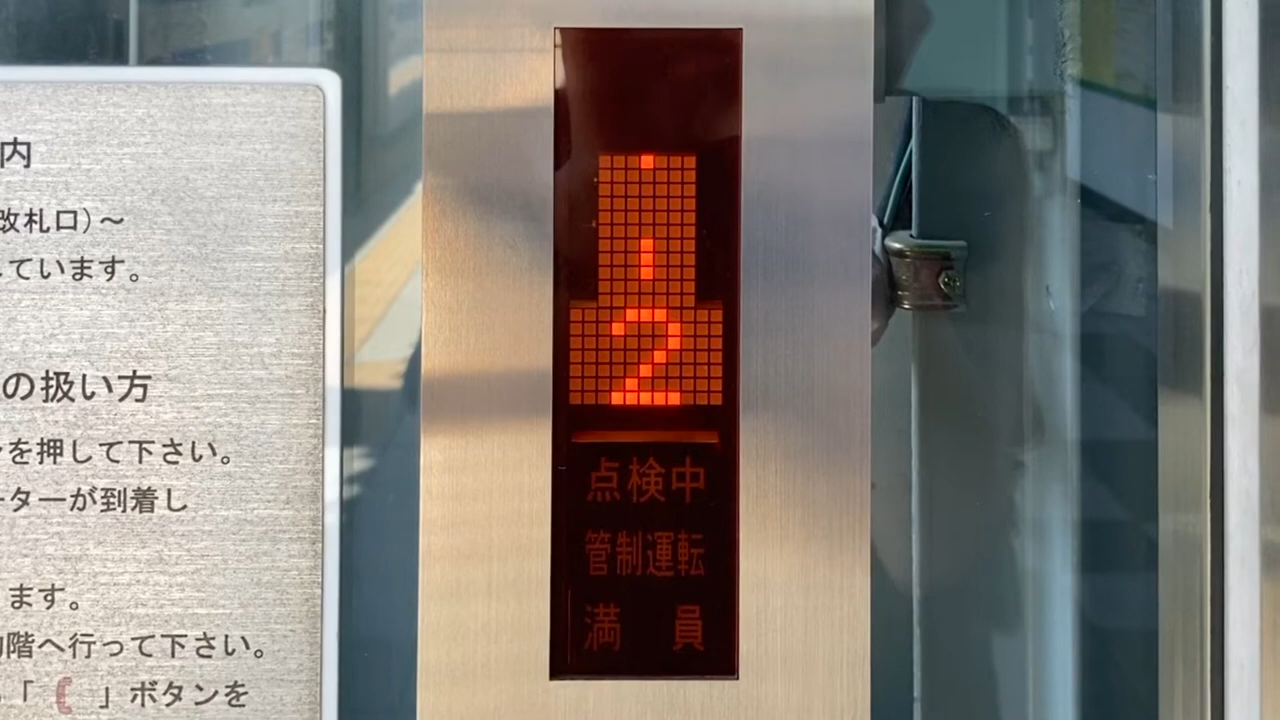 内
改札口)～
ています。
の扱い方
を押して下さい。
ーターが到着し
ます。
階へ行って下さい。
「 」ボタンを
2
点検中
管制運転
満 員